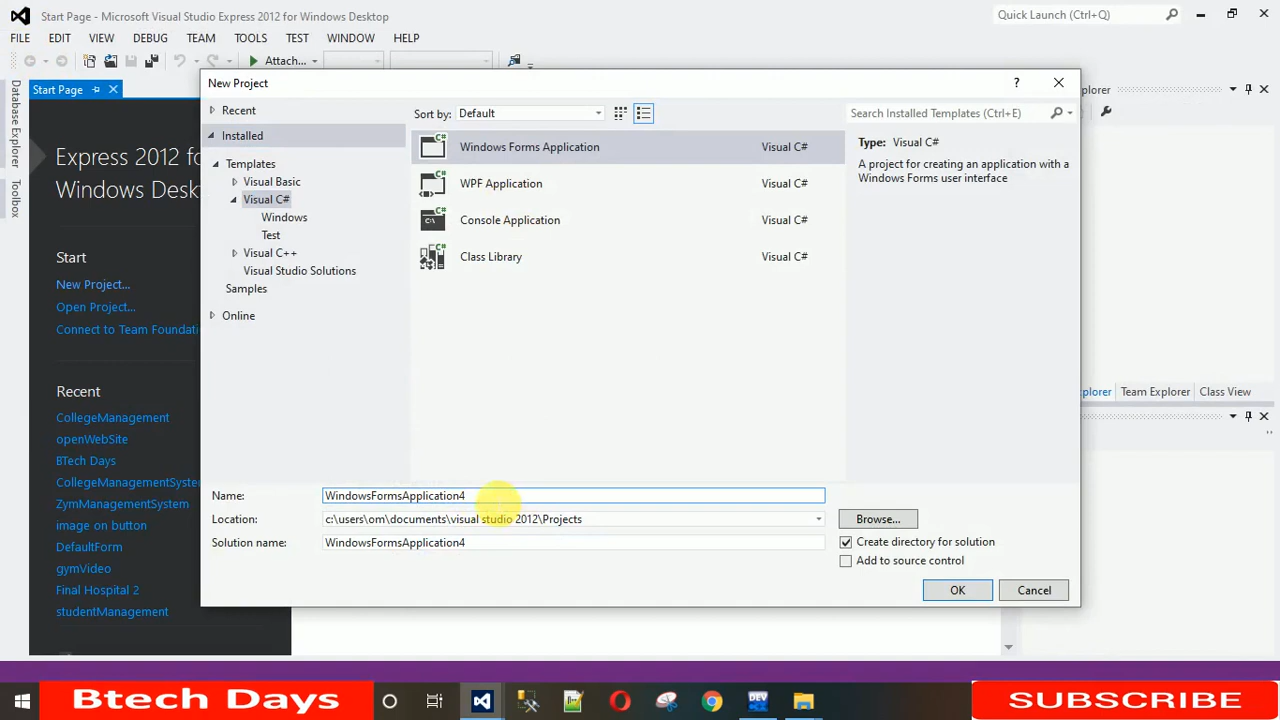 Start Page - Microsoft Visual Studio Express 2012 for Windows Desktop
Quick Launch (Ctrl+Q)
FILE EDIT VIEW DEBUG TEAM TOOLS TEST WINDOW HELP
Attach...
Database Explorer
Toolbox
Start Page
Express 2012 fo
Windows Desk
Start
New Project...
Open Project...
Connect to Team Foundati
Recent
CollegeManagement
openWebSite
BTech Days
CollegeManagementSyste
ZymManagementSystem
image on button
DefaultForm
gymVideo
Final Hospital 2
studentManagement
New Project
?
Recent
Installed
Templates
Visual Basic
Visual C#
Windows
Test
Visual C++
Visual Studio Solutions
Samples
Online
Sort by: Default
Windows Forms Application Visual C#
WPF Application Visual C#
Console Application Visual C#
Class Library Visual C#
Search Installed Templates (Ctrl+E)
Type: Visual C#
A project for creating an application with a
Windows Forms user interface
Name: WindowsFormsApplication4
Location: c:\users\om\documents\visual studio 2012\Projects
Browse...
Solution name: WindowsFormsApplication4
Create directory for solution
Add to source control
OK Cancel
plorer
plorer Team Explorer Class View
Btech Days
DEV
SUBSCRIBE